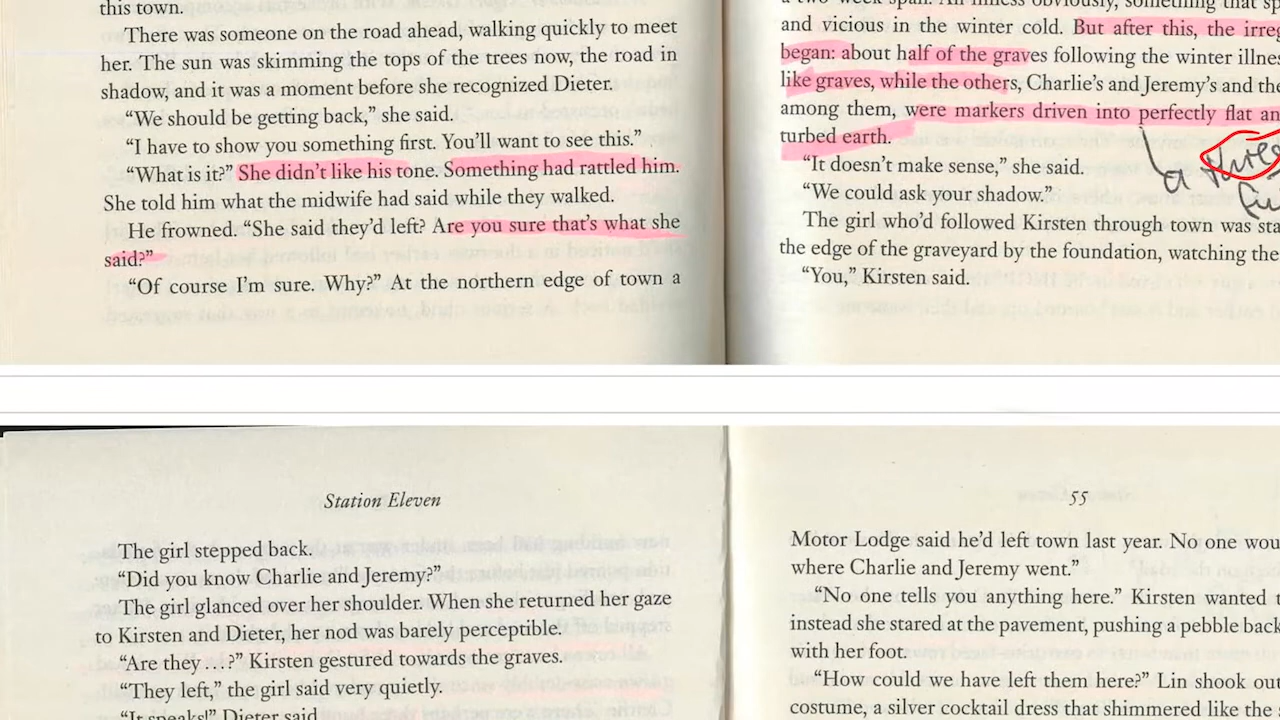 this town.
There was someone on the road ahead, walking quickly to meet
her. The sun was skimming the tops of the trees now, the road in
shadow, and it was a moment before she recognized Dieter.
“We should be getting back,” she said.
“I have to show you something first. You’ll want to see this.”
“What is it?” She didn’t like his tone. Something had rattled him.
She told him what the midwife had said while they walked.
He frowned. “She said they’d left? Are you sure that’s what she
said?”
“Of course I’m sure. Why?” At the northern edge of town a
and vicious in the winter cold. But after this, the irreg
began: about half of the graves following the winter illne
like graves, while the others, Charlie’s and Jeremy’s and the
among them, were markers driven into perfectly flat an
turbed earth.
a
“It doesn’t make sense,” she said.
“We could ask your shadow.”
The girl who’d followed Kirsten through town was sta
the edge of the graveyard by the foundation, watching the
“You,” Kirsten said.
Station Eleven
The girl stepped back.
“Did you know Charlie and Jeremy?”
The girl glanced over her shoulder. When she returned her gaze
to Kirsten and Dieter, her nod was barely perceptible.
“Are they . . . ?” Kirsten gestured towards the graves.
“They left,” the girl said very quietly.
“It speaks!” Dieter said.
55
Motor Lodge said he’d left town last year. No one wou
where Charlie and Jeremy went.”
“No one tells you anything here.” Kirsten wanted t
instead she stared at the pavement, pushing a pebble back
with her foot.
“How could we have left them here?” Lin shook out
costume, a silver cocktail dress that shimmered like the